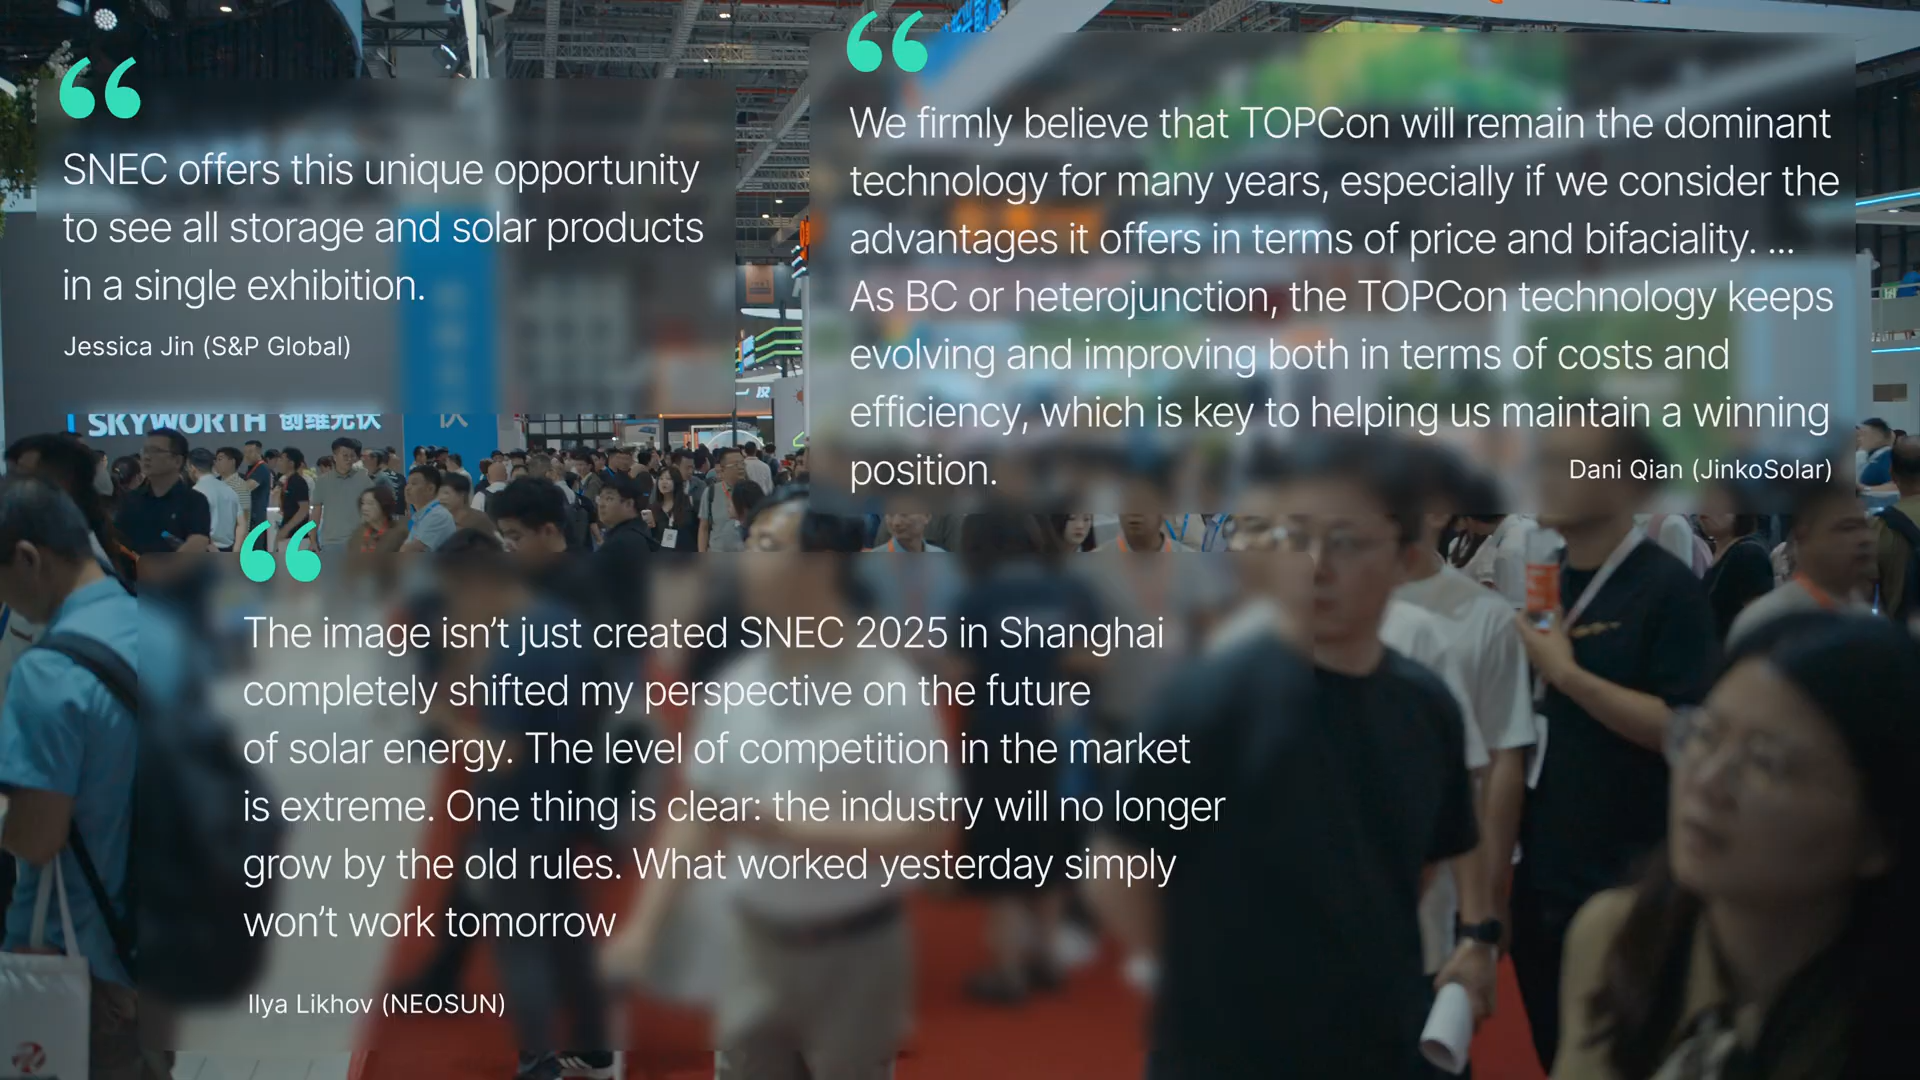 SNEC offers this unique opportunity
to see all storage and solar products
in a single exhibition.
Jessica Jin (S&P Global)
We firmly believe that TOPCon will remain the dominant
technology for many years, especially if we consider the
advantages it offers in terms of price and bifaciality. ...
As BC or heterojunction, the TOPCon technology keeps
evolving and improving both in terms of costs and
efficiency, which is key to helping us maintain a winning
position.
Dani Qian (JinkoSolar)
SKYWORTH 创维光伏
The image isn’t just created SNEC 2025 in Shanghai
completely shifted my perspective on the future
of solar energy. The level of competition in the market
is extreme. One thing is clear: the industry will no longer
grow by the old rules. What worked yesterday simply
won’t work tomorrow
Ilya Likhov (NEOSUN)